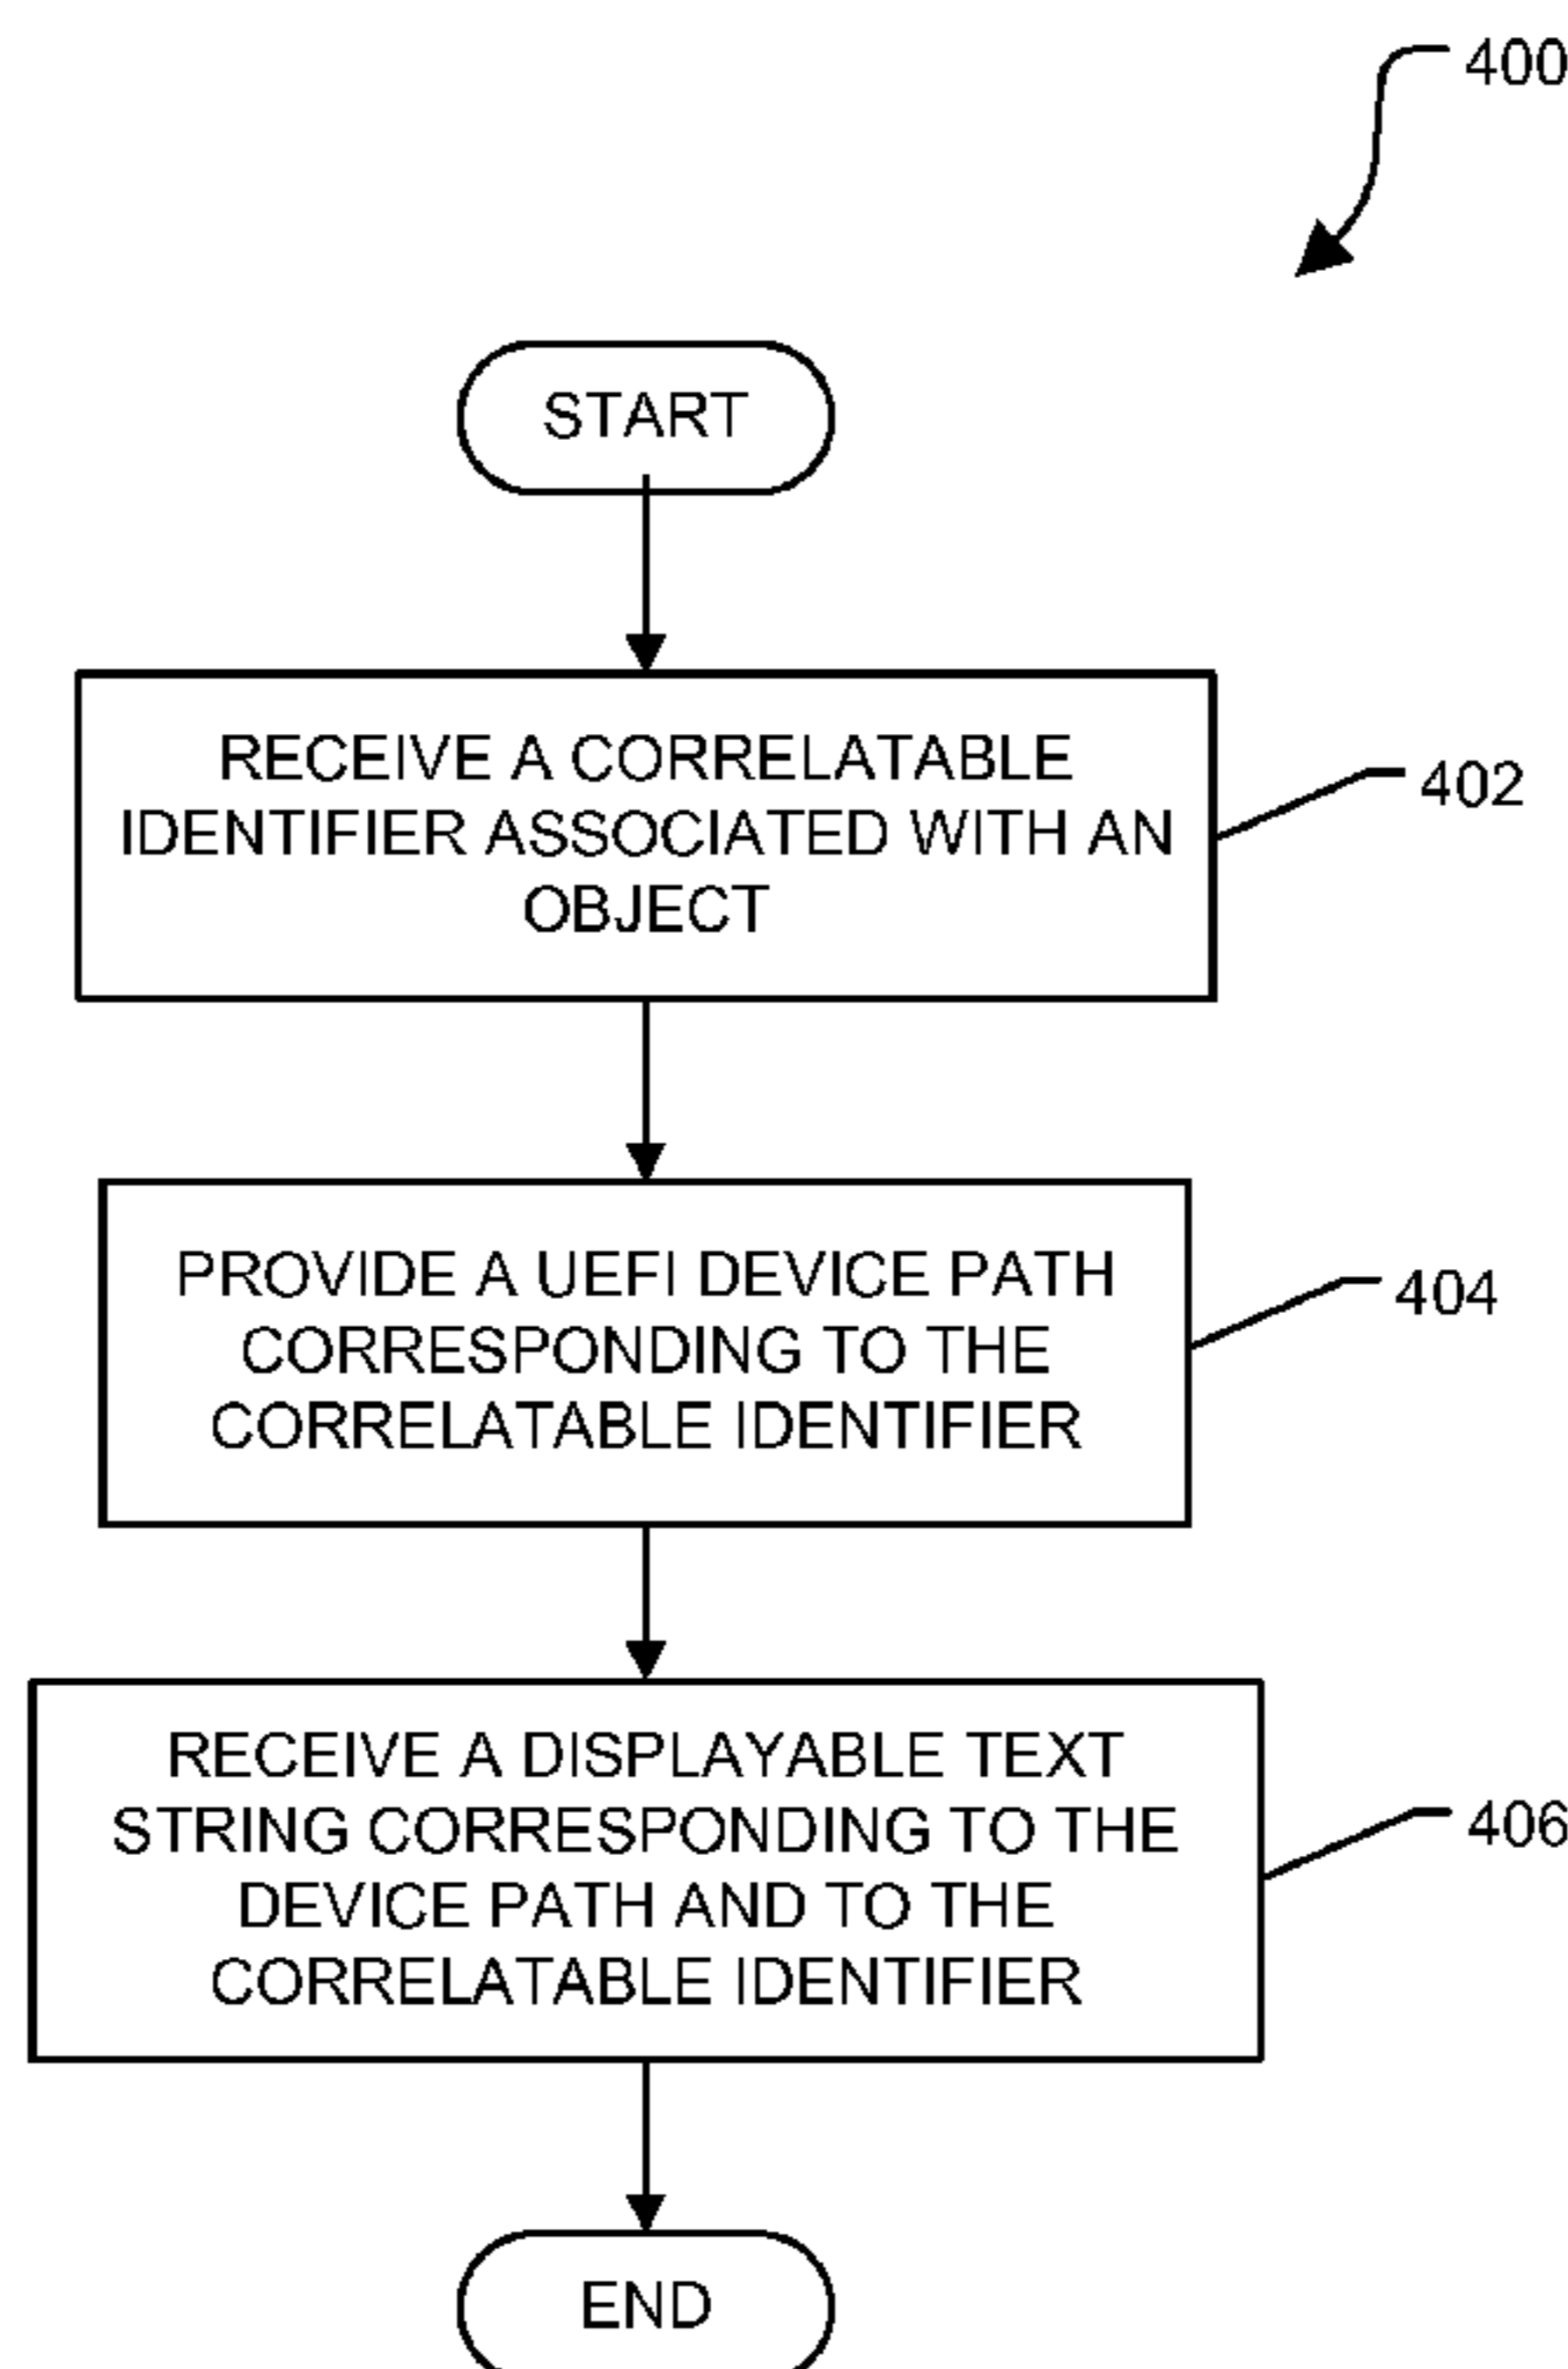 400
START
RECEIVE A CORRELATABLE
IDENTIFIER ASSOCIATED WITH AN
OBJECT
402
PROVIDE A UEFI DEVICE PATH
CORRESPONDING TO THE
CORRELATABLE IDENTIFIER
404
RECEIVE A DISPLAYABLE TEXT
STRING CORRESPONDING TO THE
DEVICE PATH AND TO THE
CORRELATABLE IDENTIFIER
406
END